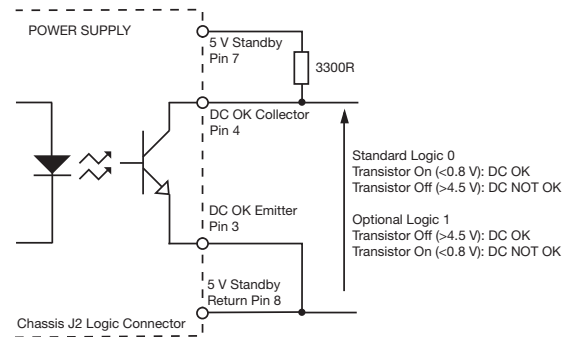 POWER SUPPLY
5 V Standby
Pin 7
3300R
DC OK Collector
Pin 4
Standard Logic 0
Transistor On (<0.8 V): DC OK
Transistor Off (>4.5 V): DC NOT OK
Optional Logic 1
Transistor Off (>4.5 V): DC OK
Transistor On (<0.8 V): DC NOT OK
DC OK Emitter
Pin 3
5 V Standby
Return Pin 8
Chassis J2 Logic Connector